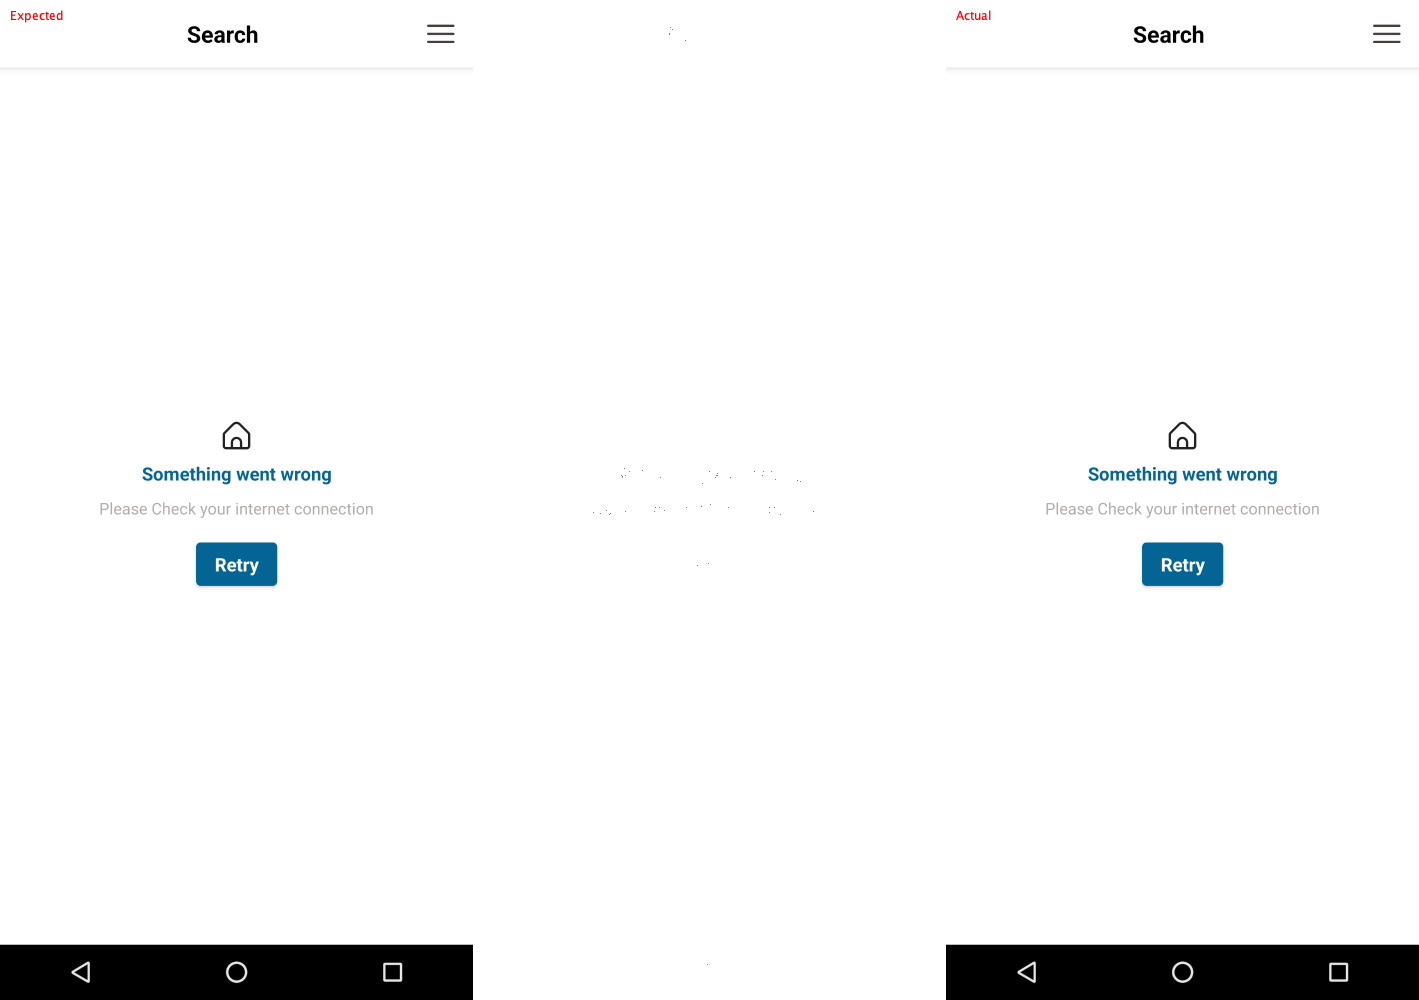 Expected
Search
Something went wrong
Please Check your internet connection
Retry
Actual
Search
Something went wrong
Please Check your internet connection
Retry